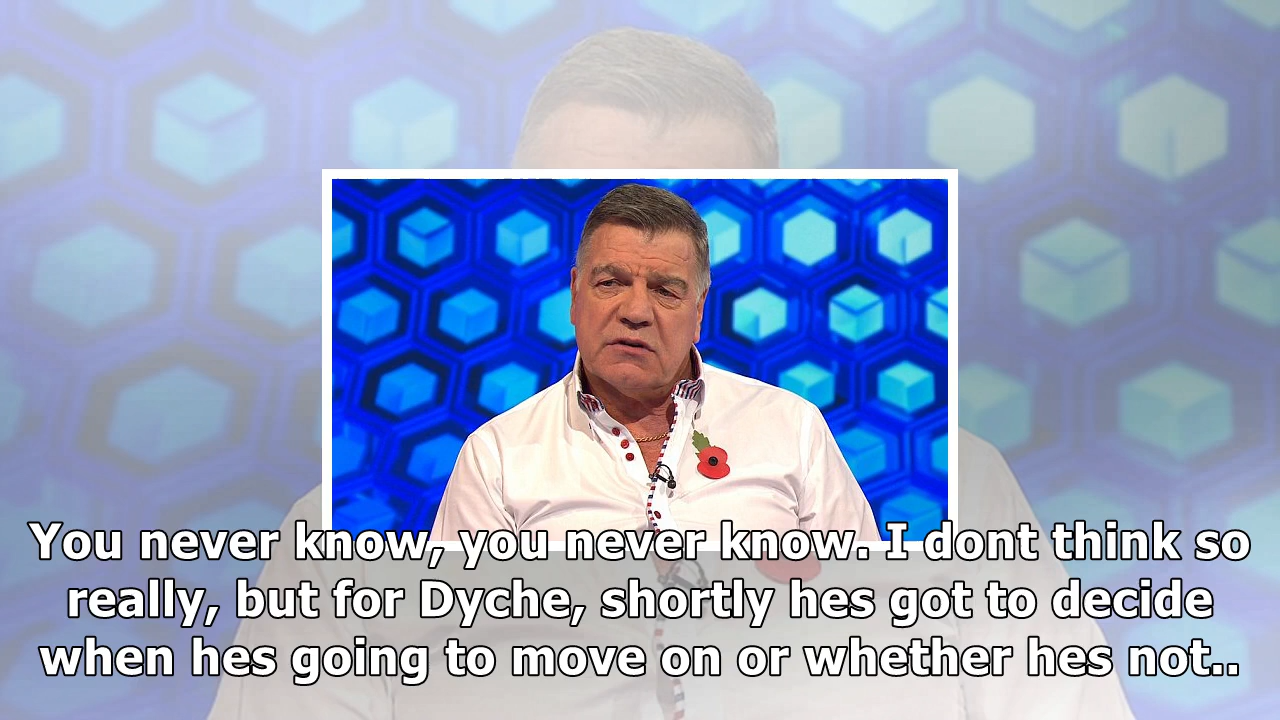 You never know, you never know. I dont think so
really, but for Dyche, shortly hes got to decide
when hes going to move on or whether hes not..